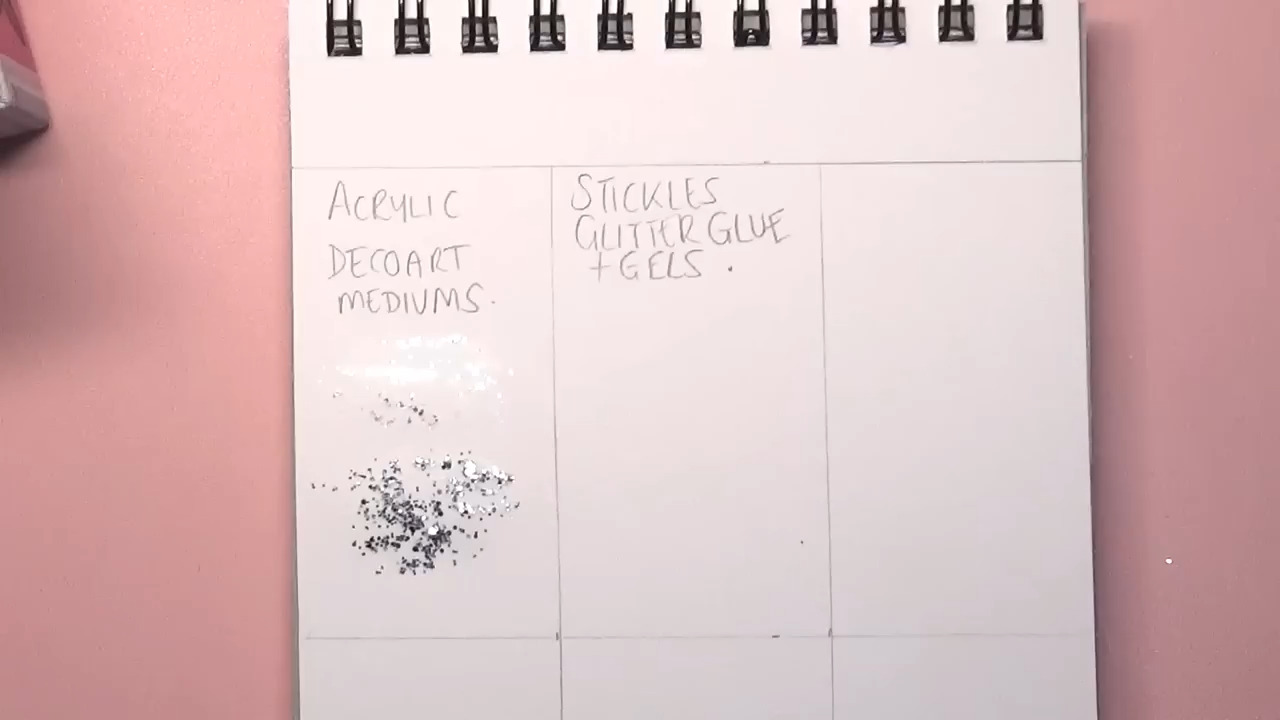 ACRYLIC
DECOART
MEDIUMS.
STICKLES
GLITTER GLUE
+ GELS .